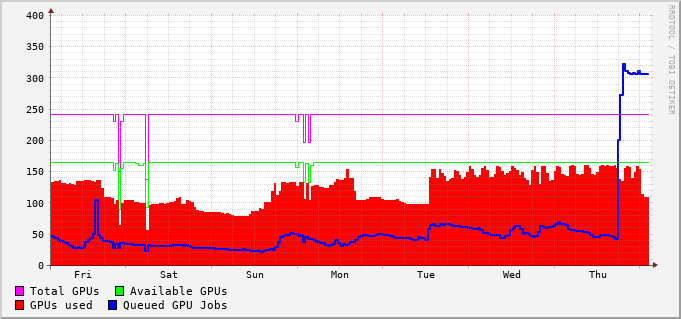 400
350
300
250
200
150
100
50
0
Fri Sat Sun Mon Tue Wed Thu
Total GPUs Available GPUs
GPUs used Queued GPU Jobs
RRDTOOL / TOBI OETIKER